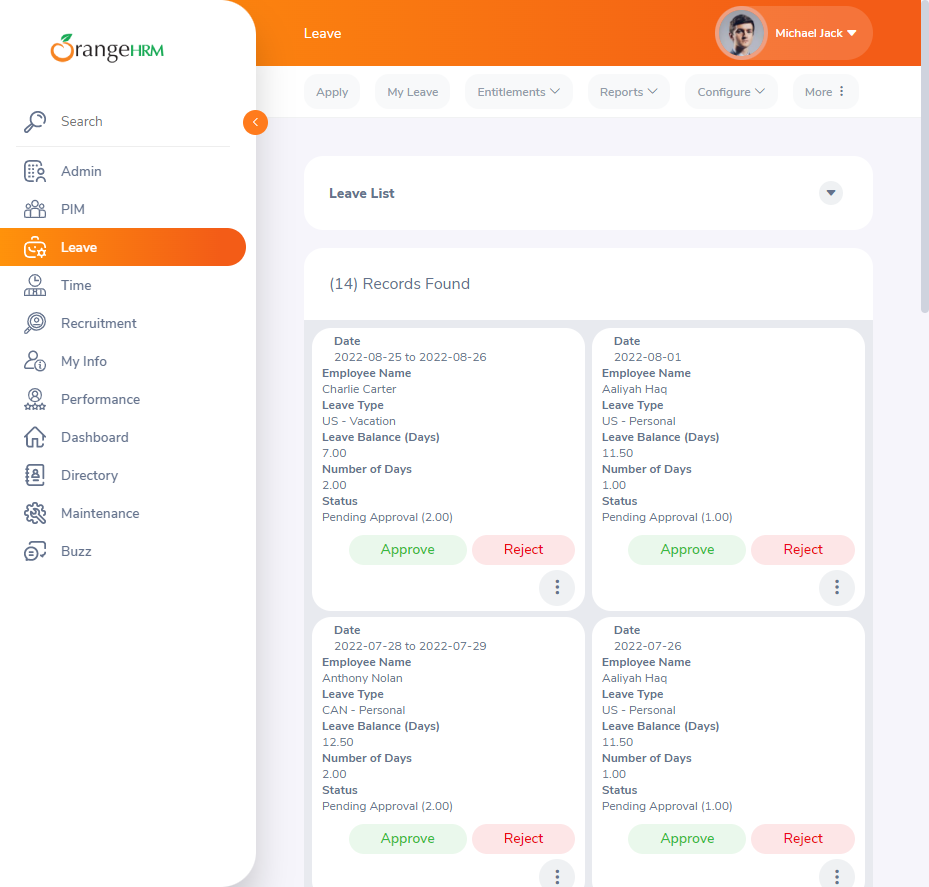 OrangeHRM
Leave
Michael Jack
Apply
My Leave
Entitlements
Reports
Configure
More
Search
Admin
PIM
Leave
Time
Recruitment
My Info
Performance
Dashboard
Directory
Maintenance
Buzz
Leave List
(14) Records Found
Date
2022-08-25 to 2022-08-26
Employee Name
Charlie Carter
Leave Type
US - Vacation
Leave Balance (Days)
7.00
Number of Days
2.00
Status
Pending Approval (2.00)
Approve
Reject
Date
2022-08-01
Employee Name
Aaliyah Haq
Leave Type
US - Personal
Leave Balance (Days)
11.50
Number of Days
1.00
Status
Pending Approval (1.00)
Approve
Reject
Date
2022-07-28 to 2022-07-29
Employee Name
Anthony Nolan
Leave Type
CAN - Personal
Leave Balance (Days)
12.50
Number of Days
2.00
Status
Pending Approval (2.00)
Approve
Reject
Date
2022-07-26
Employee Name
Aaliyah Haq
Leave Type
US - Personal
Leave Balance (Days)
11.50
Number of Days
1.00
Status
Pending Approval (1.00)
Approve
Reject